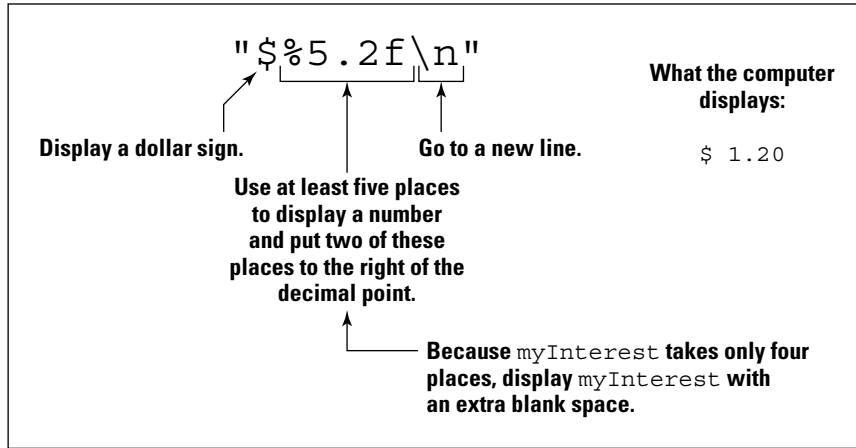 "$%5.2f\n"
What the computer
displays:
$ 1.20
Display a dollar sign.
Go to a new line.
Use at least five places
to display a number
and put two of these
places to the right of the
decimal point.
Because myInterest takes only four
places, display myInterest with
an extra blank space.